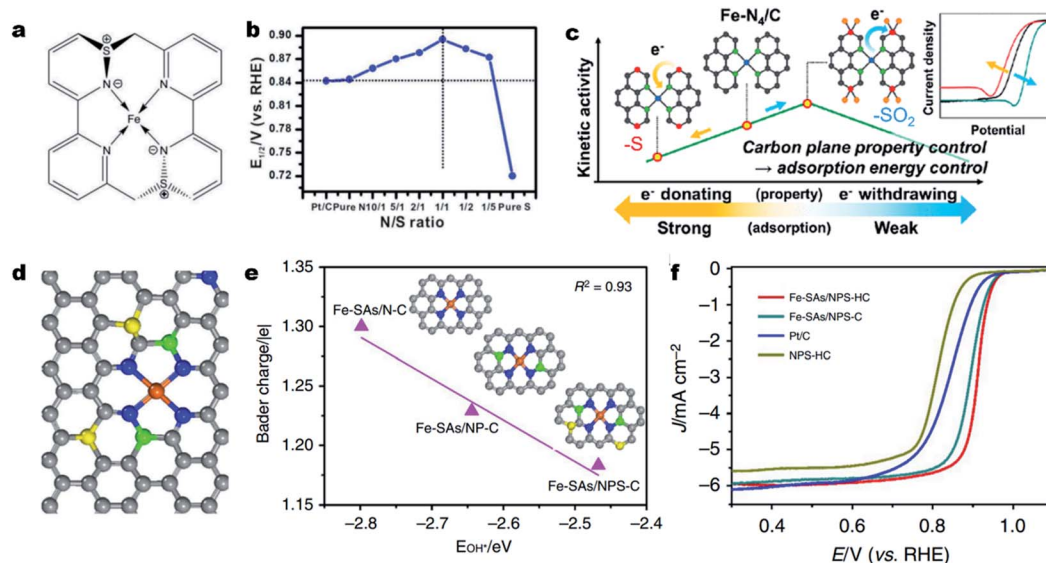 a
S
⊕
⊖
N
N
Fe
N
N
⊖
S
⊕
b
E1/2/V (vs. RHE)
0.90
0.87
0.84
0.81
0.78
0.75
0.72
Pt/C Pure N 10/1 5/1 2/1 1/1 1/2 1/5 Pure S
N/S ratio
c
Fe-N4/C
e-
e-
-S
-SO2
Kinetic activity
Current density
Potential
Carbon plane property control
→ adsorption energy control
e- donating (property) e- withdrawing
Strong (adsorption) Weak
d
e
Bader charge/|e|
1.35
1.30
1.25
1.20
1.15
R² = 0.93
Fe-SAs/N-C
Fe-SAs/NP-C
Fe-SAs/NPS-C
−2.8 −2.7 −2.6 −2.5 −2.4
EOH*/eV
f
J/mA cm−2
0
−1
−2
−3
−4
−5
−6
Fe-SAs/NPS-HC
Fe-SAs/NPS-C
Pt/C
NPS-HC
0.4 0.6 0.8 1.0
E/V (vs. RHE)